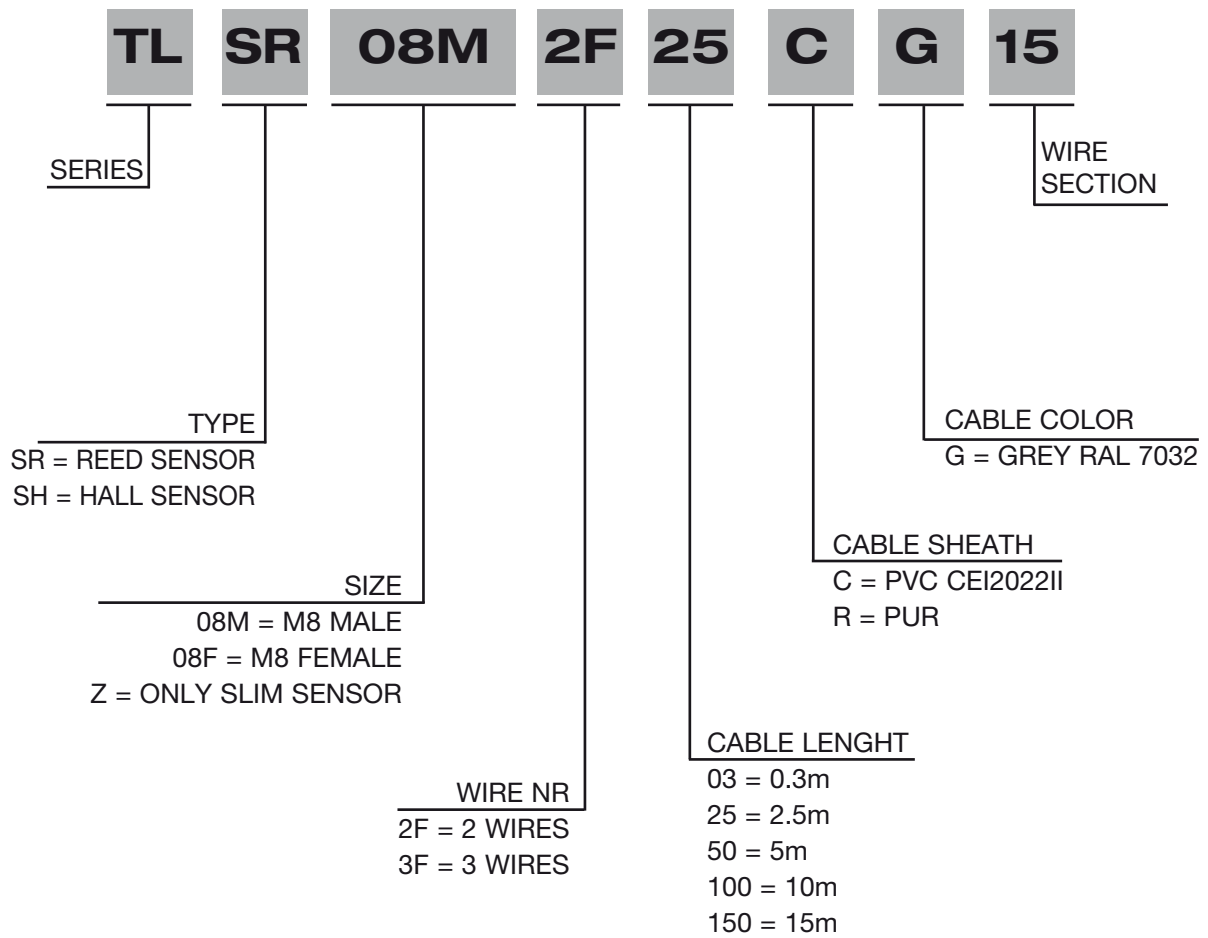 TL SR 08M 2F 25 C G 15
SERIES
WIRE
SECTION
TYPE
SR = REED SENSOR
SH = HALL SENSOR
CABLE COLOR
G = GREY RAL 7032
CABLE SHEATH
C = PVC CEI2022II
R = PUR
SIZE
08M = M8 MALE
08F = M8 FEMALE
Z = ONLY SLIM SENSOR
CABLE LENGHT
03 = 0.3m
25 = 2.5m
50 = 5m
100 = 10m
150 = 15m
WIRE NR
2F = 2 WIRES
3F = 3 WIRES